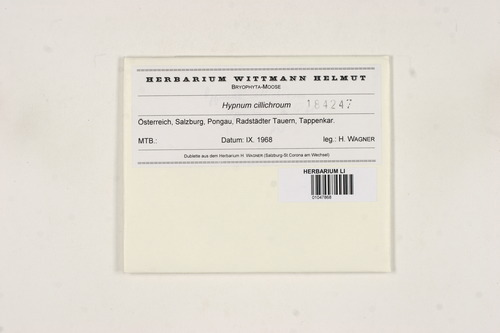 HERBARIUM WITTMANN HELMUT
BRYOPHYTA-MOOSE
Hypnum cillichroum 184247
Österreich, Salzburg, Pongau, Radstädter Tauern, Tappenkar.
MTB.: Datum: IX. 1968 leg.: H. WAGNER
Dublette aus dem Herbarium H. WAGNER (Salzburg-St.Corona am Wechsel)
HERBARIUM LI
01047868